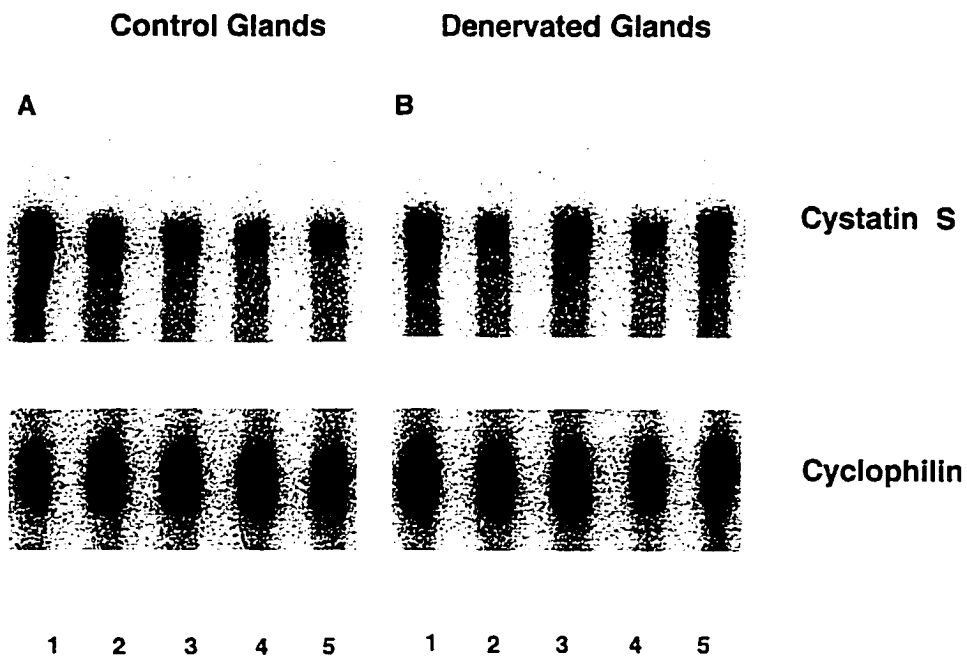 Control Glands Denervated Glands
A B
Cystatin S
Cyclophilin
1 2 3 4 5 1 2 3 4 5